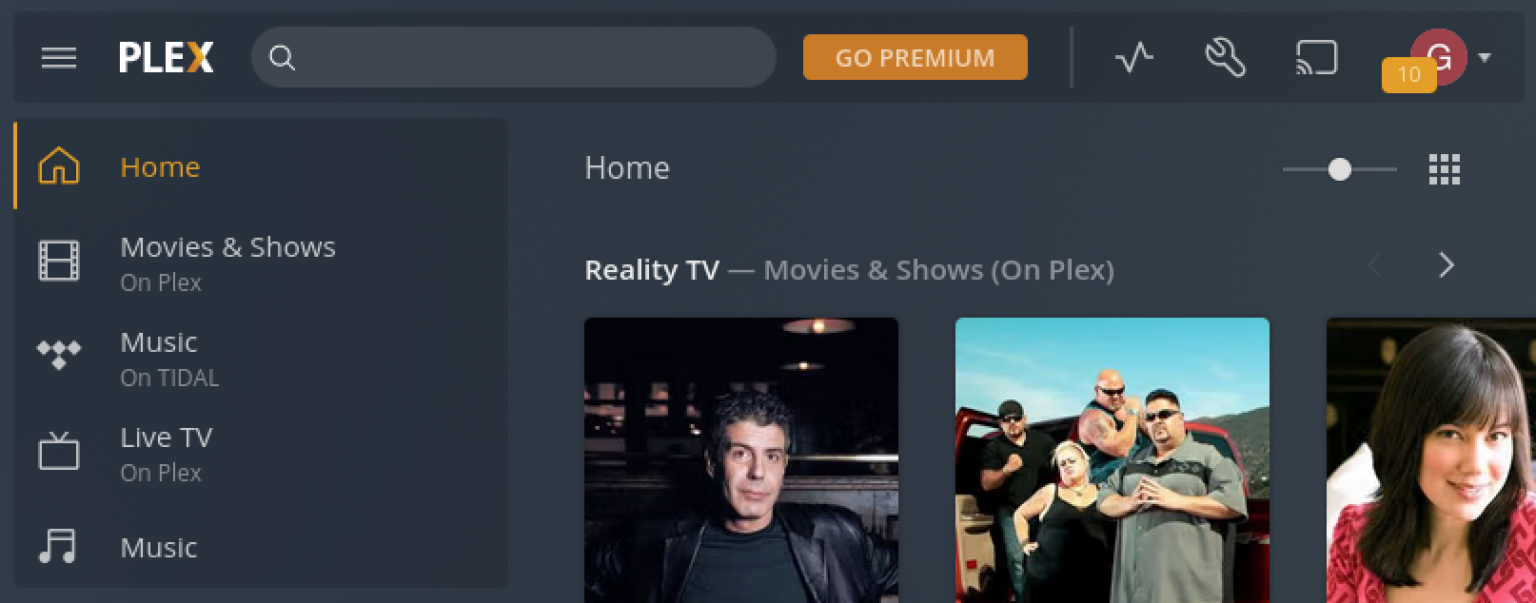 PLEX
GO PREMIUM
10
G
Home
Movies & Shows
On Plex
Music
On TIDAL
Live TV
On Plex
Music
Home
Reality TV — Movies & Shows (On Plex)